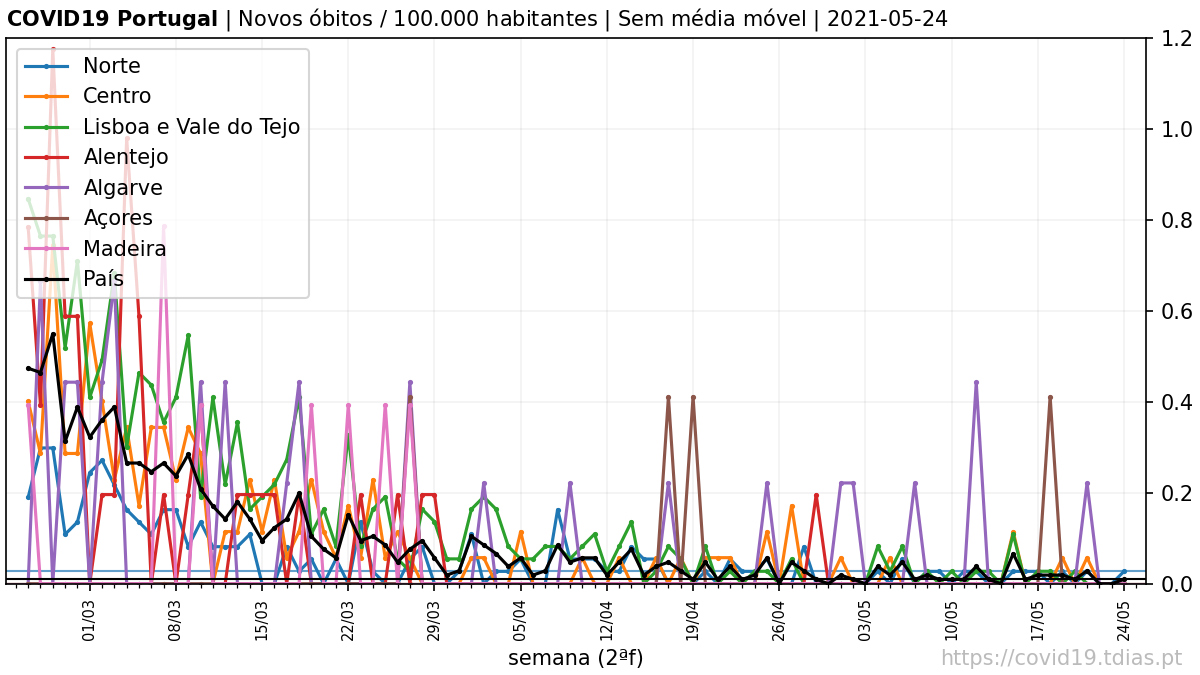 COVID19 Portugal | Novos óbitos / 100.000 habitantes | Sem média móvel | 2021-05-24
Norte
Centro
Lisboa e Vale do Tejo
Alentejo
Algarve
Açores
Madeira
País
1.2
1.0
0.8
0.6
0.4
0.2
0.0
01/03
08/03
15/03
22/03
29/03
05/04
12/04
19/04
26/04
03/05
10/05
17/05
24/05
semana (2ªf)
https://covid19.tdias.pt